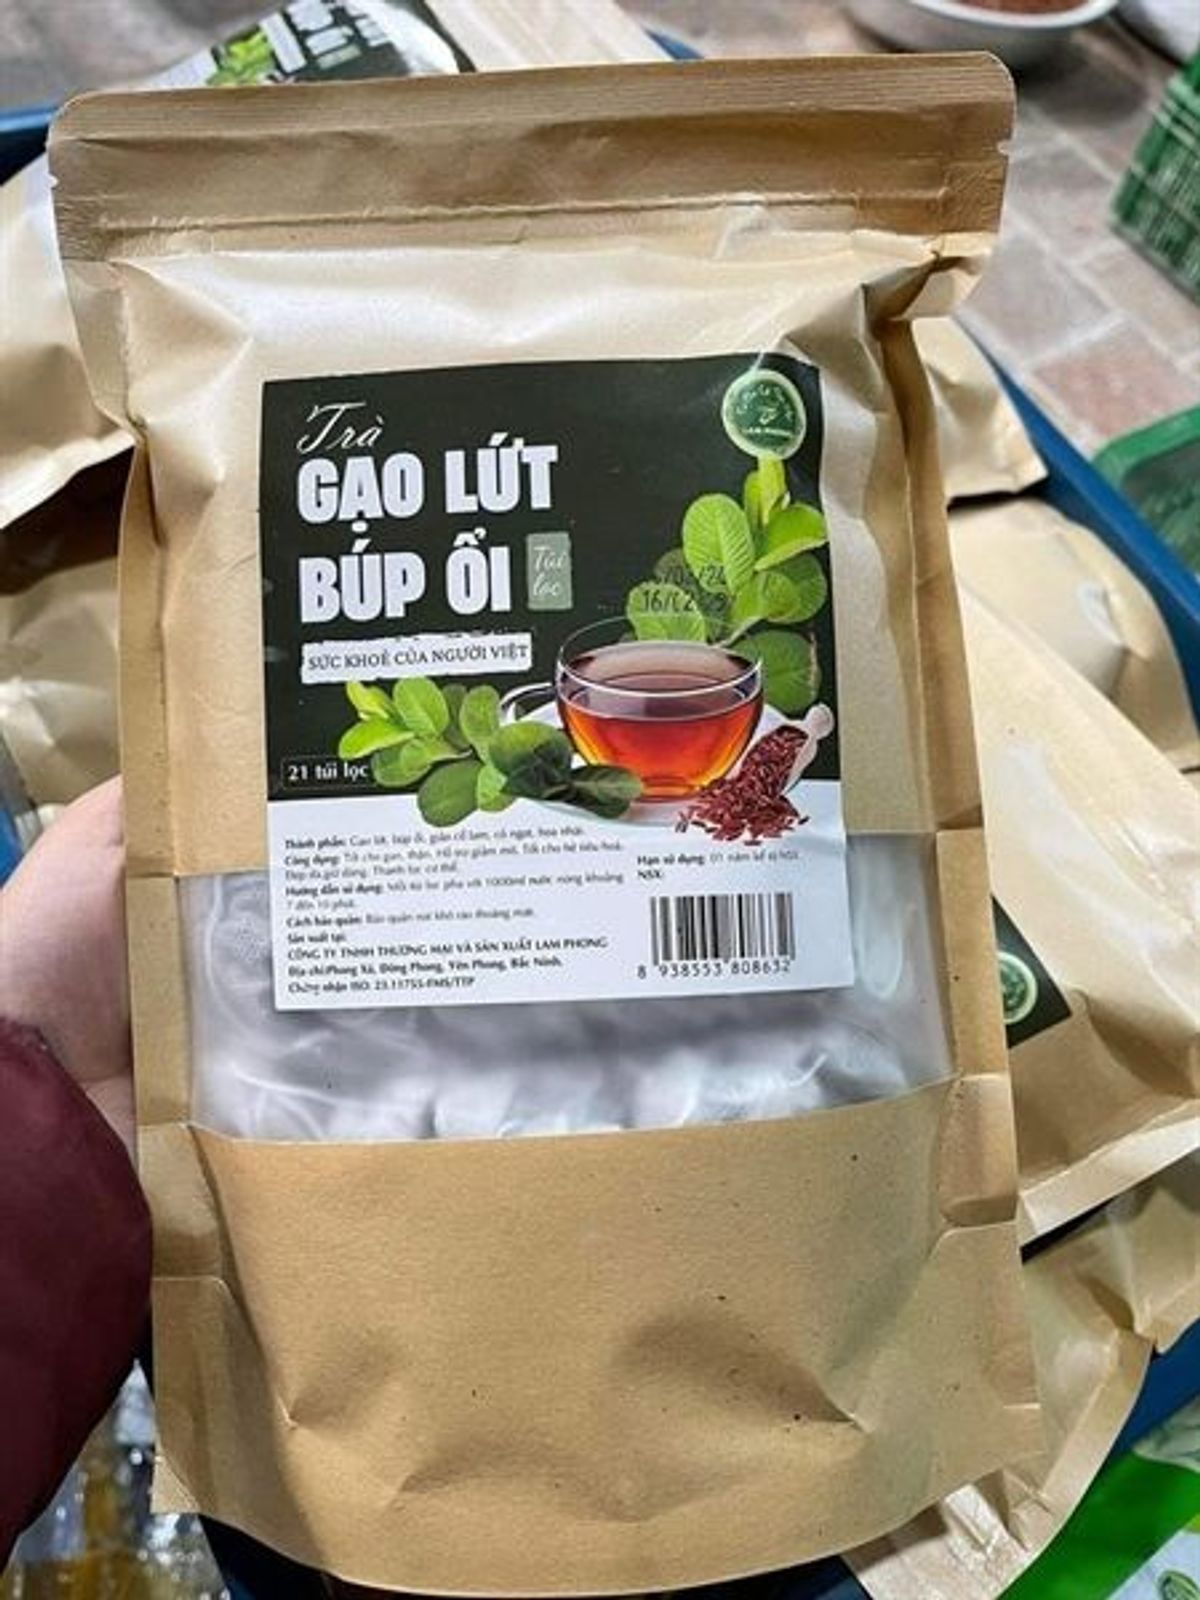 Trà
GẠO LỨT
BÚP ỔI
Túi
lọc
SỨC KHOẺ CỦA NGƯỜI VIỆT
21 túi lọc
LAM PHONG
Thành phần: Gạo lứt, búp ổi, giảo cổ lam, cỏ ngọt, hoa nhài.
Công dụng: Tốt cho gan, thận. Hỗ trợ giảm mỡ. Tốt cho hệ tiêu hoá.
Đẹp da,giữ dáng. Thanh lọc cơ thể.
Hướng dẫn sử dụng: Mỗi túi lọc pha với 1000ml nước nóng khoảng
7 đến 10 phút.
Cách bảo quản: Bảo quản nơi khô ráo thoáng mát.
Sản xuất tại:
CÔNG TY TNHH THƯƠNG MẠI VÀ SẢN XUẤT LAM PHONG
Địa chỉ:Phong Xá, Đông Phong, Yên Phong, Bắc Ninh.
Chứng nhận ISO: 23.11755-FMS/TTP
Hạn sử dụng: 01 năm kể từ NSX
NSX:
8 938553 808632